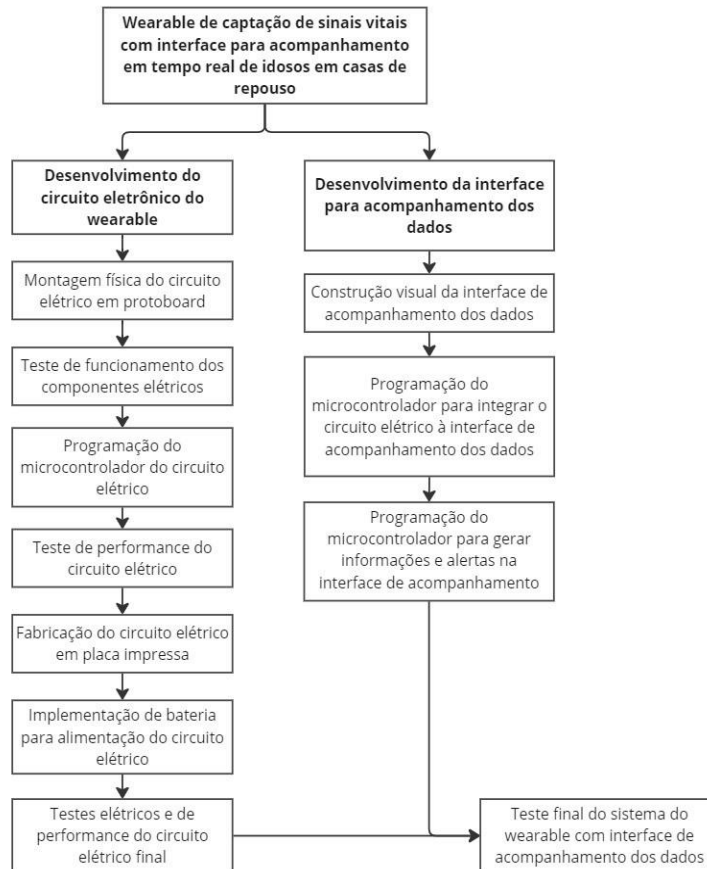 Wearable de captação de sinais vitais
com interface para acompanhamento
em tempo real de idosos em casas de
repouso
Desenvolvimento do
circuito eletrônico do
wearable
Montagem física do circuito
elétrico em protoboard
Teste de funcionamento dos
componentes elétricos
Programação do
microcontrolador do circuito
elétrico
Teste de performance do
circuito elétrico
Fabricação do circuito elétrico
em placa impressa
Implementação de bateria
para alimentação do circuito
elétrico
Testes elétricos e de
performance do circuito
elétrico final
Desenvolvimento da interface
para acompanhamento dos
dados
Construção visual da interface de
acompanhamento dos dados
Programação do
microcontrolador para integrar o
circuito elétrico à interface de
acompanhamento dos dados
Programação do
microcontrolador para gerar
informações e alertas na
interface de acompanhamento
Teste final do sistema do
wearable com interface de
acompanhamento dos dados